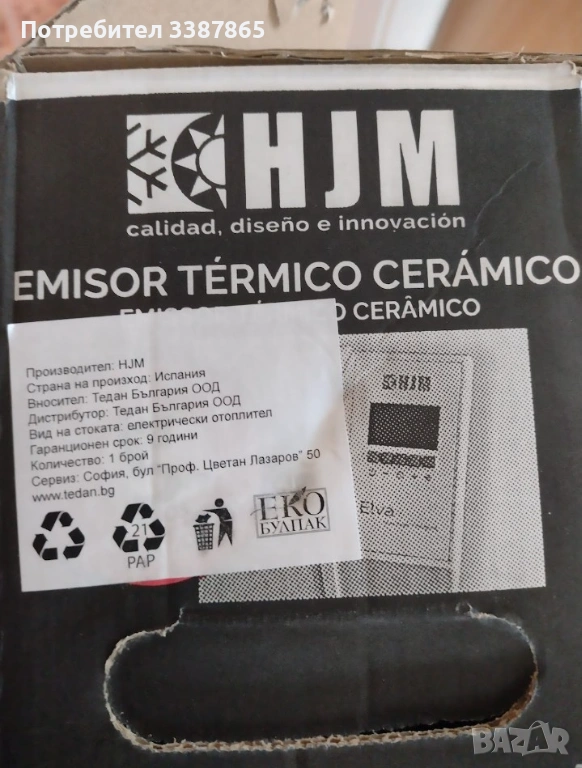 Потребител 3387865
HJM
calidad, diseño e innovación
EMISOR TÉRMICO CERÁMICO
CERÂMICO
Производител: HJM
Страна на произход: Испания
Вносител: Тедан България ООД
Дистрибутор: Тедан България ООД
Вид на стоката: електрически отоплител
Гаранционен срок: 9 години
Количество: 1 брой
Сервиз: София, бул "Проф. Цветан Лазаров" 50
www.tedan.bg
21
PAP
ЕКО
БУЛПАК
HJM
Elva
BAZAR